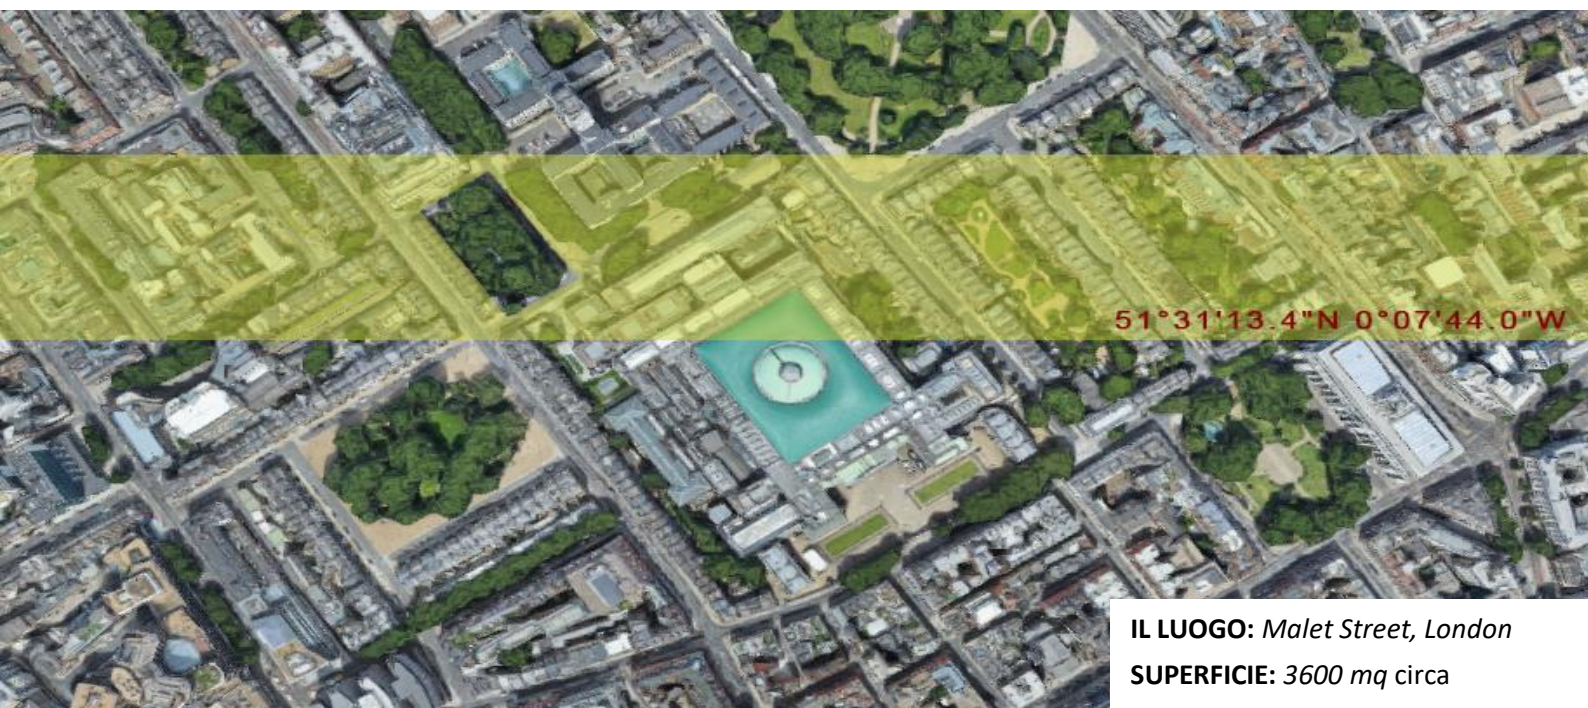 51°31'13.4"N 0°07'44.0"W
IL LUOGO: Malet Street, London
SUPERFICIE: 3600 mq circa